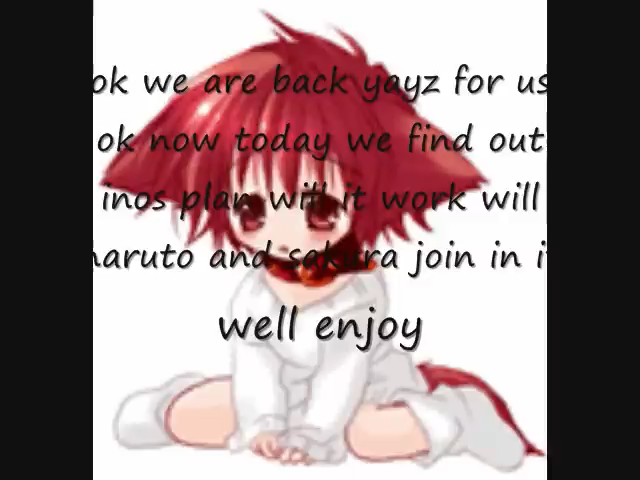 ok we are back yayz for us
ok now today we find out
inos plan will it work will
naruto and sakura join in it
well enjoy